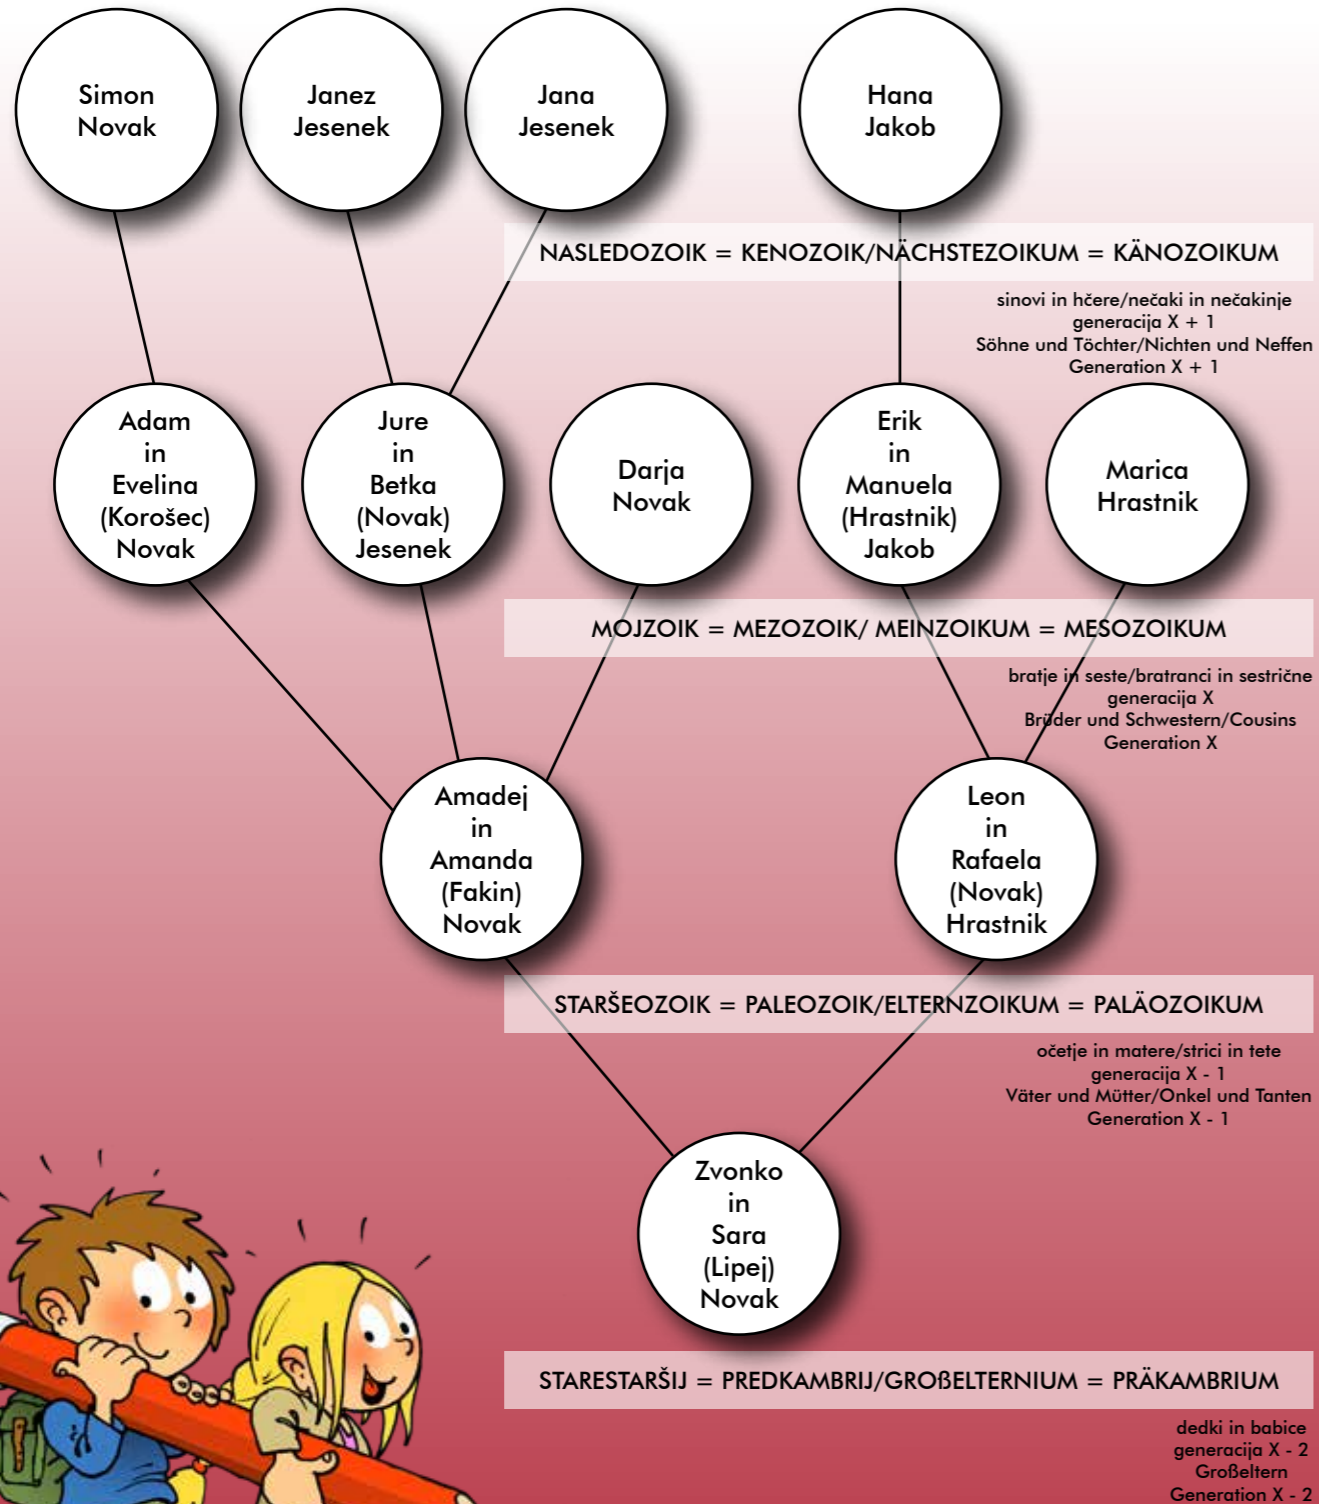 Simon
Novak
Janez
Jesenek
Jana
Jesenek
Hana
Jakob
NASLEDOZOIK = KENOZOIK/NÄCHSTEZOIKUM = KÄNOZOIKUM
sinovi in hčere/nečaki in nečakinje
generacija X + 1
Söhne und Töchter/Nichten und Neffen
Generation X + 1
Adam
in
Evelina
(Korošec)
Novak
Jure
in
Betka
(Novak)
Jesenek
Darja
Novak
Erik
in
Manuela
(Hrastnik)
Jakob
Marica
Hrastnik
MOJZOIK = MEZOZOIK/ MEINZOIKUM = MESOZOIKUM
bratje in seste/bratranci in sestrične
generacija X
Brüder und Schwestern/Cousins
Generation X
Amadej
in
Amanda
(Fakin)
Novak
Leon
in
Rafaela
(Novak)
Hrastnik
STARŠEOZOIK = PALEOZOIK/ELTERNZOIKUM = PALÄOZOIKUM
očetje in matere/strici in tete
generacija X - 1
Väter und Mütter/Onkel und Tanten
Generation X - 1
Zvonko
in
Sara
(Lipej)
Novak
STARESTARŠIJ = PREDKAMBRIJ/GROßELTERNIUM = PRÄKAMBRIUM
dedki in babice
generacija X - 2
Großeltern
Generation X - 2